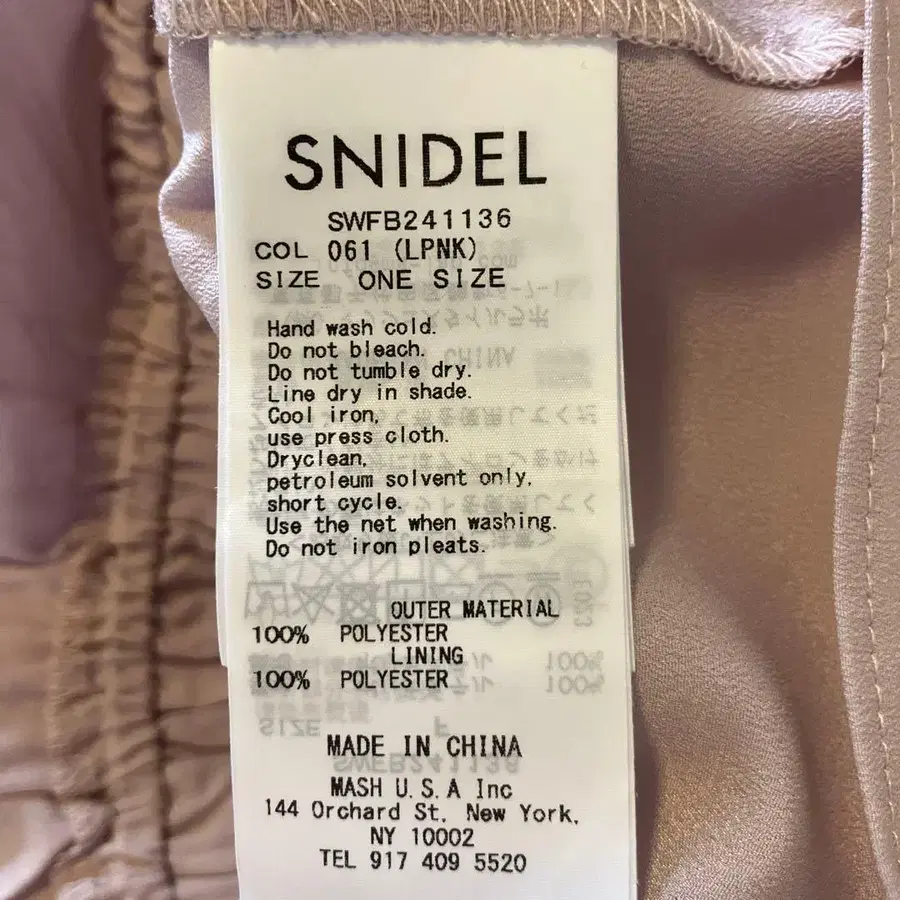 SNIDEL
SWFB241136
COL 061 (LPNK)
SIZE ONE SIZE
Hand wash cold.
Do not bleach.
Do not tumble dry.
Line dry in shade.
Cool iron,
use press cloth.
Dryclean,
petroleum solvent only,
short cycle.
Use the net when washing.
Do not iron pleats.
OUTER MATERIAL
100% POLYESTER
LINING
100% POLYESTER
MADE IN CHINA
MASH U.S.A Inc
144 Orchard St, New York,
NY 10002
TEL 917 409 5520